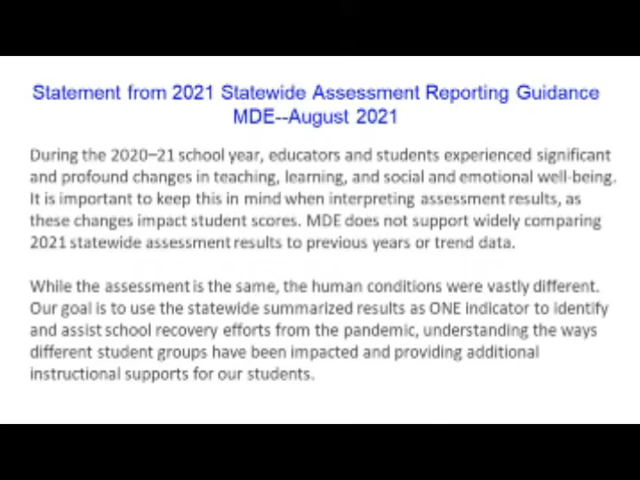 Statement from 2021 Statewide Assessment Reporting Guidance
MDE--August 2021
During the 2020–21 school year, educators and students experienced significant
and profound changes in teaching, learning, and social and emotional well-being.
It is important to keep this in mind when interpreting assessment results, as
these changes impact student scores. MDE does not support widely comparing
2021 statewide assessment results to previous years or trend data.
While the assessment is the same, the human conditions were vastly different.
Our goal is to use the statewide summarized results as ONE indicator to identify
and assist school recovery efforts from the pandemic, understanding the ways
different student groups have been impacted and providing additional
instructional supports for our students.